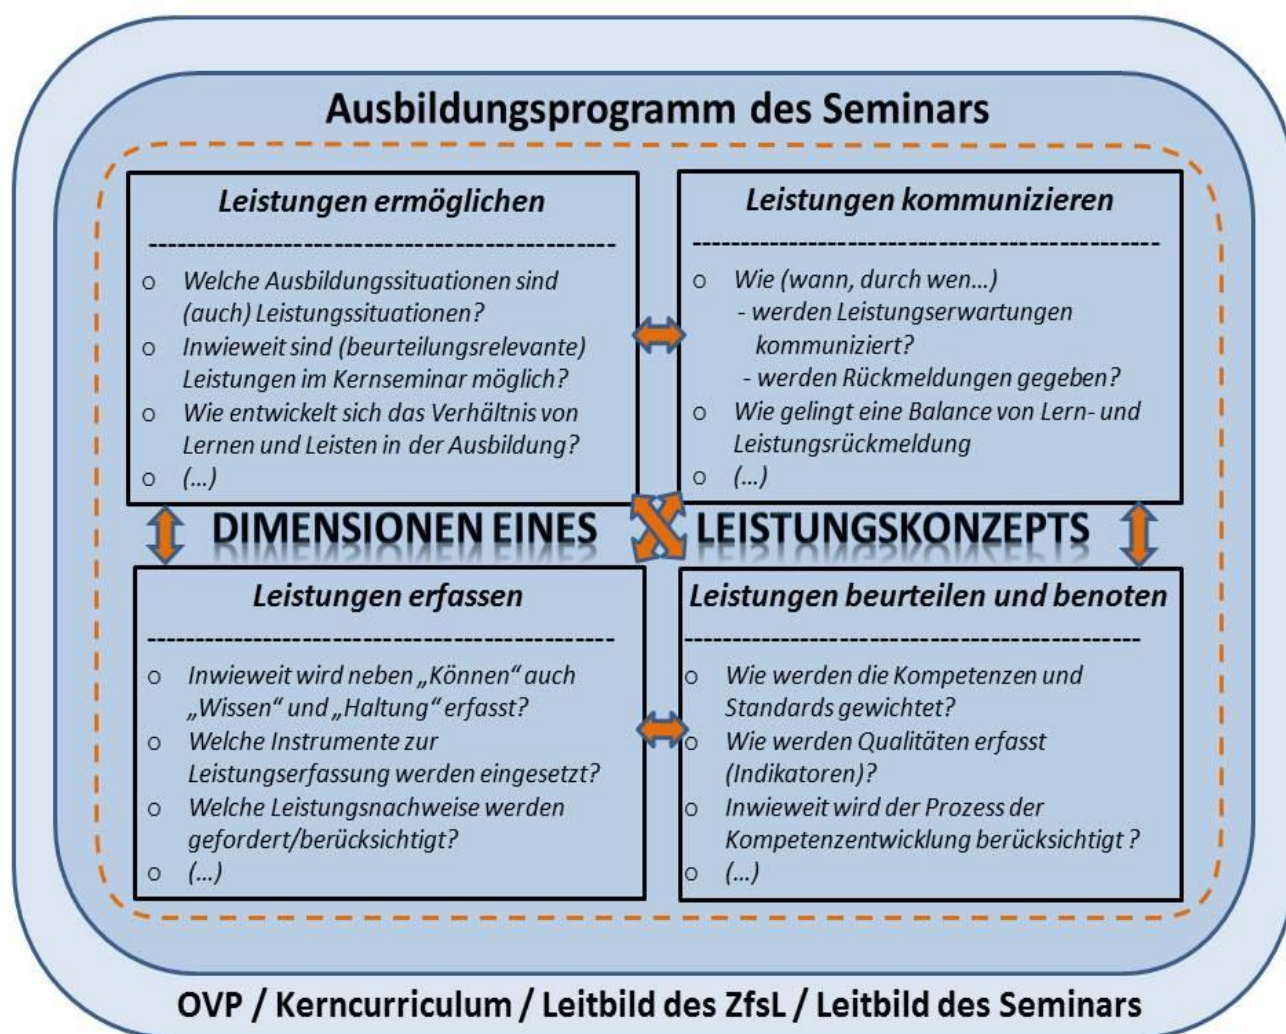 Ausbildungsprogramm des Seminars
Leistungen ermöglichen
--------------------------------------------------
o Welche Ausbildungssituationen sind
(auch) Leistungssituationen?
o Inwieweit sind (beurteilungsrelevante)
Leistungen im Kernseminar möglich?
o Wie entwickelt sich das Verhältnis von
Lernen und Leisten in der Ausbildung?
o (...)
Leistungen kommunizieren
--------------------------------------------------
o Wie (wann, durch wen...)
- werden Leistungserwartungen
kommuniziert?
- werden Rückmeldungen gegeben?
o Wie gelingt eine Balance von Lern- und
Leistungsrückmeldung
o (...)
DIMENSIONEN EINES LEISTUNGSKONZEPTS
Leistungen erfassen
--------------------------------------------------
o Inwieweit wird neben „Können“ auch
„Wissen“ und „Haltung“ erfasst?
o Welche Instrumente zur
Leistungserfassung werden eingesetzt?
o Welche Leistungsnachweise werden
gefordert/berücksichtigt?
o (...)
Leistungen beurteilen und benoten
--------------------------------------------------
o Wie werden die Kompetenzen und
Standards gewichtet?
o Wie werden Qualitäten erfasst
(Indikatoren)?
o Inwieweit wird der Prozess der
Kompetenzentwicklung berücksichtigt ?
o (...)
OVP / Kerncurriculum / Leitbild des ZfsL / Leitbild des Seminars